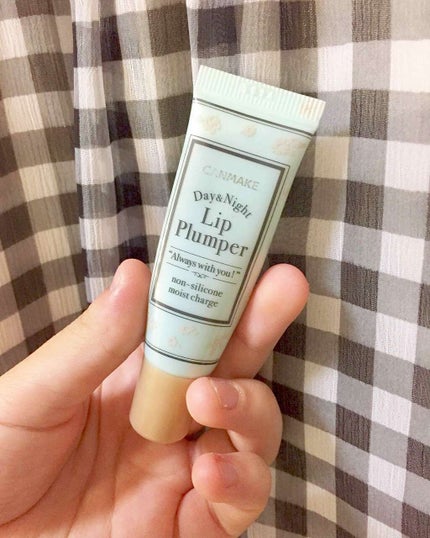 CANMAKE
Day&Night
Lip
Plumper
"Always with you!"
non-silicone
moist charge